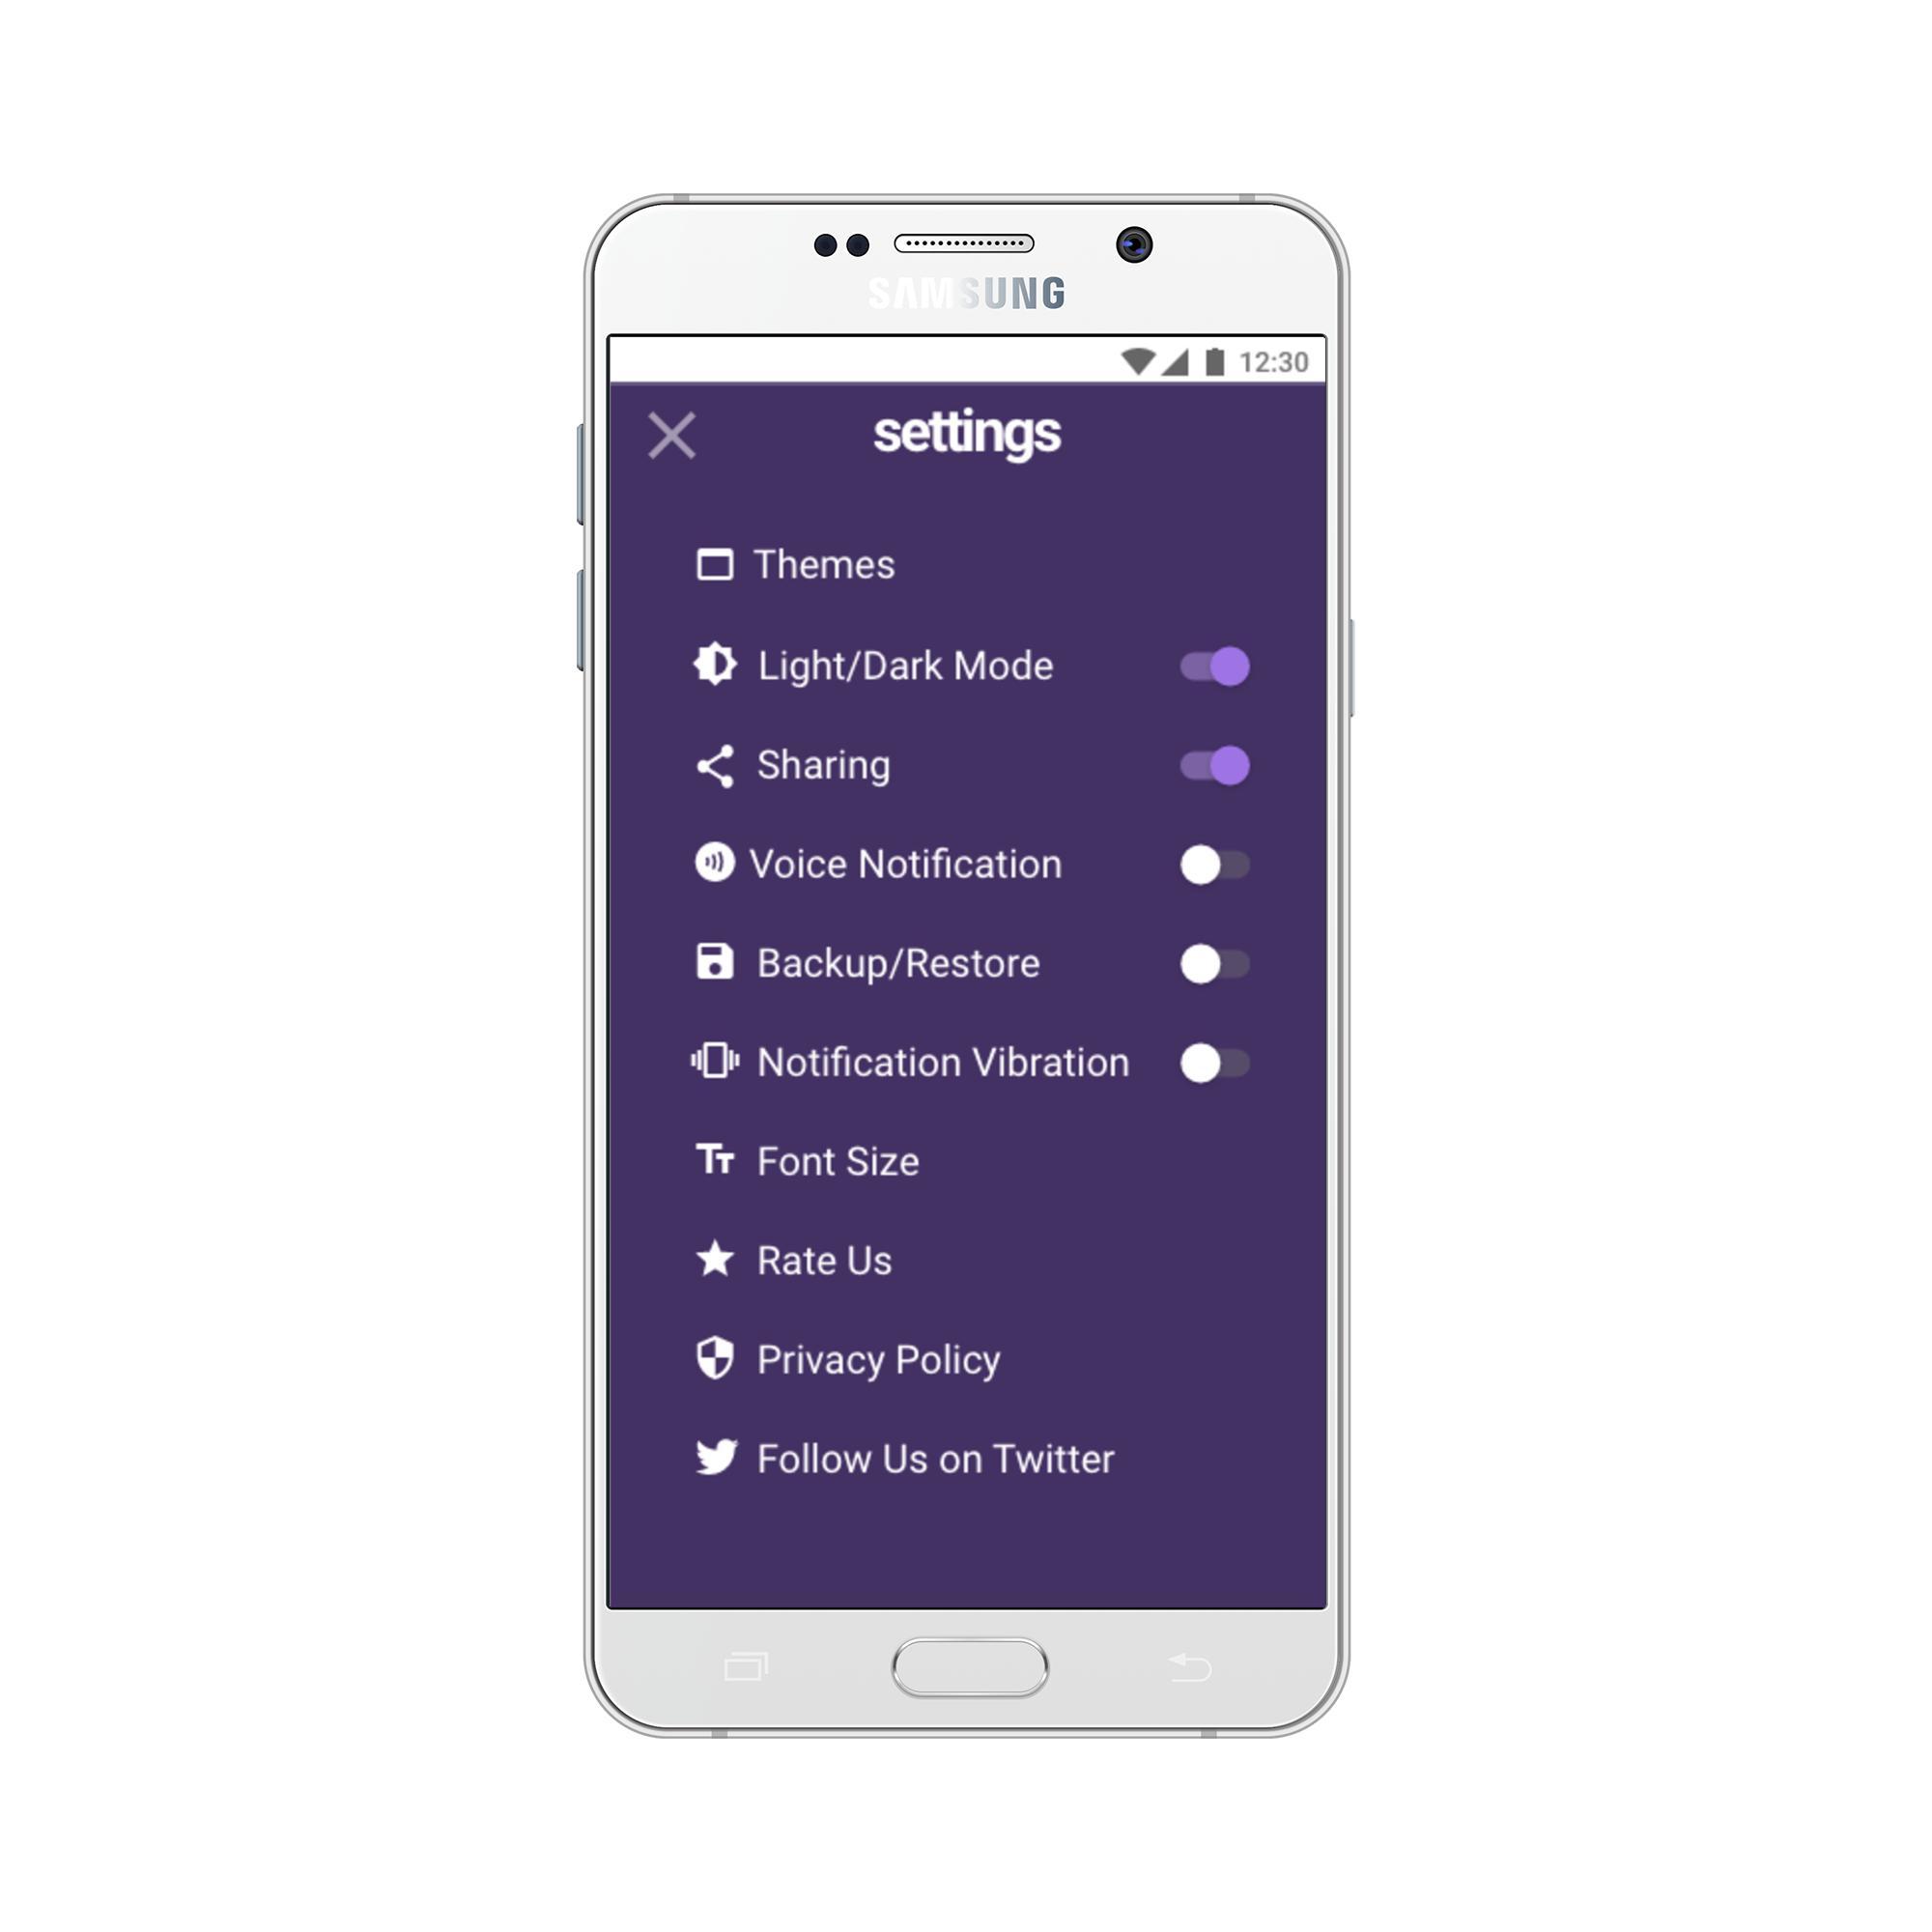 SAMSUNG
12:30
settings
Themes
Light/Dark Mode
Sharing
Voice Notification
Backup/Restore
Notification Vibration
Font Size
Rate Us
Privacy Policy
Follow Us on Twitter